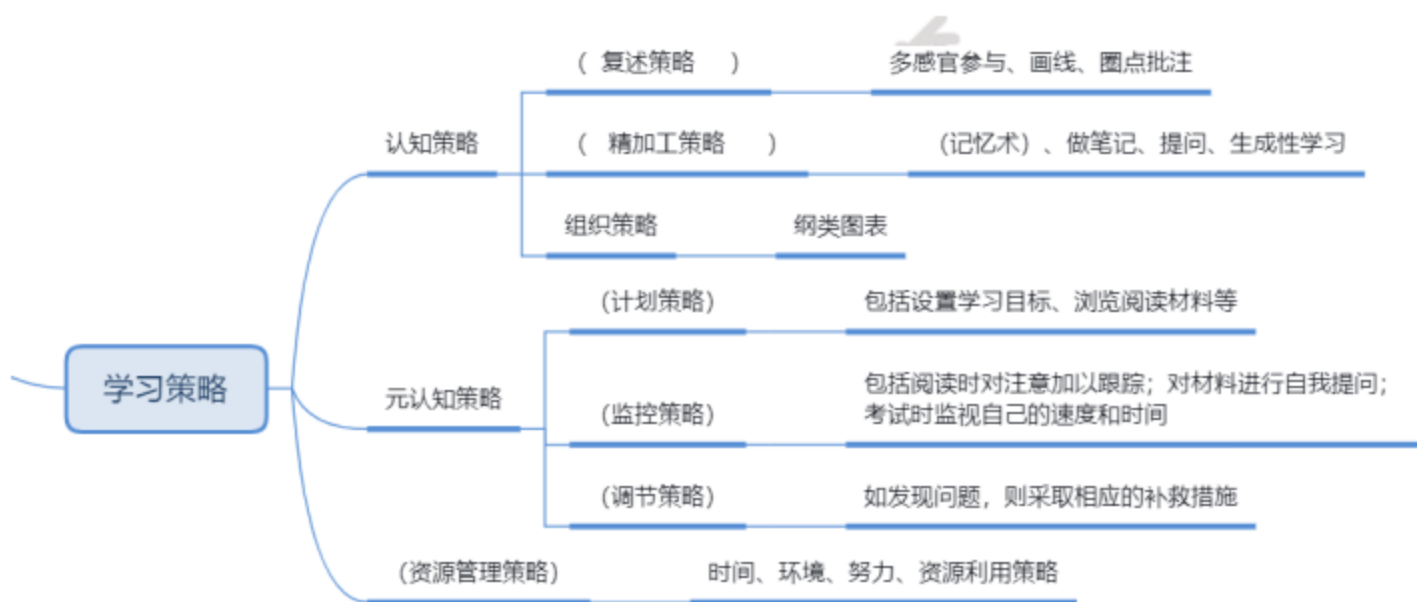 （ 复述策略 ）
多感官参与、画线、圈点批注
认知策略
（ 精加工策略 ）
（记忆术）、做笔记、提问、生成性学习
组织策略
纲类图表
（计划策略）
包括设置学习目标、浏览阅读材料等
学习策略
元认知策略
（监控策略）
包括阅读时对注意加以跟踪；对材料进行自我提问；
考试时监视自己的速度和时间
（调节策略）
如发现问题，则采取相应的补救措施
（资源管理策略）
时间、环境、努力、资源利用策略